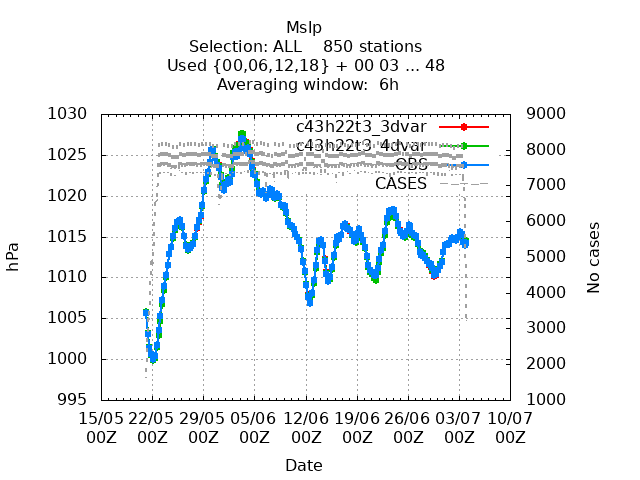 Mslp
Selection: ALL    850 stations
Used {00,06,12,18} + 00 03 ... 48
Averaging window:  6h
c43h22t3_3dvar
c43h22t3_4dvar
OBS
CASES
hPa
1030
1025
1020
1015
1010
1005
1000
995
9000
8000
7000
6000
5000
4000
3000
2000
1000
No cases
15/05 22/05 29/05 05/06 12/06 19/06 26/06 03/07 10/07
00Z 00Z 00Z 00Z 00Z 00Z 00Z 00Z 00Z
Date